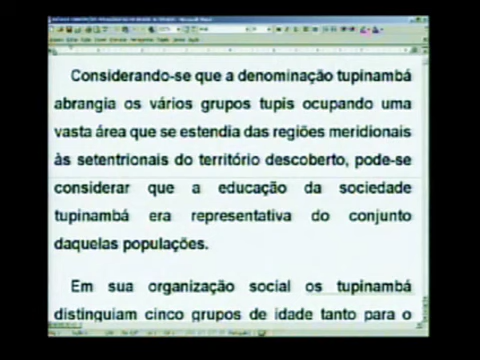 Considerando-se que a denominação tupinambá
abrangia os vários grupos tupis ocupando uma
vasta área que se estendia das regiões meridionais
às setentrionais do território descoberto, pode-se
considerar que a educação da sociedade
tupinambá era representativa do conjunto
daquelas populações.
Em sua organização social os tupinambá
distinguiam cinco grupos de idade tanto para o